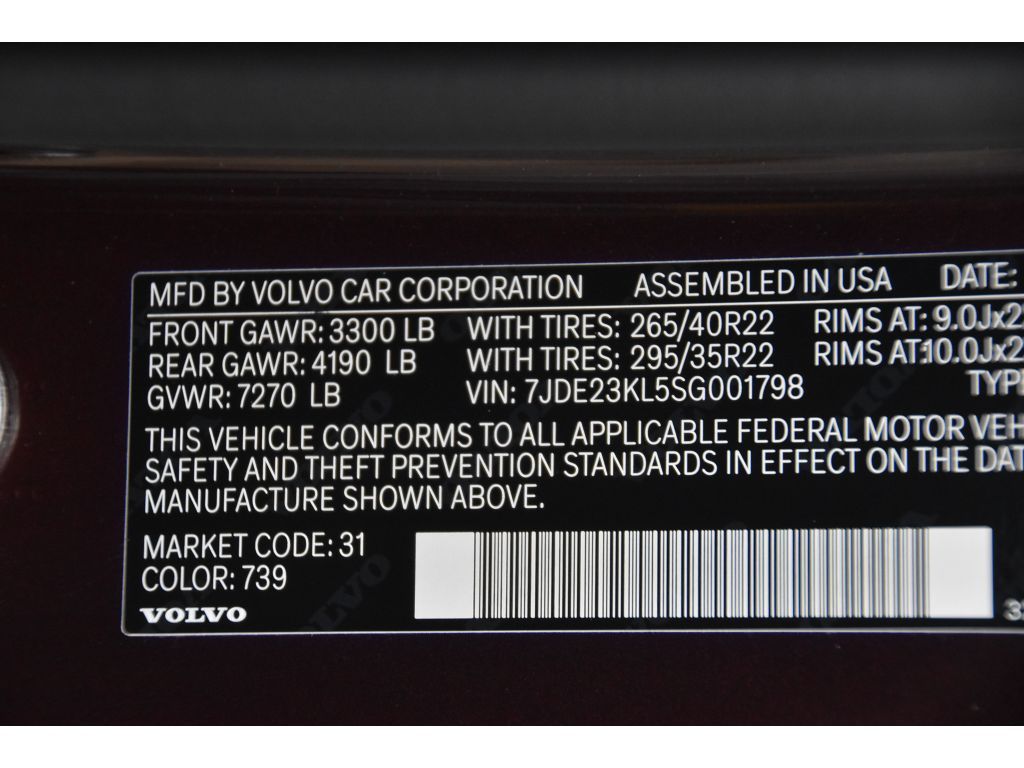 MFD BY VOLVO CAR CORPORATION ASSEMBLED IN USA DATE:
FRONT GAWR: 3300 LB WITH TIRES: 265/40R22 RIMS AT: 9.0Jx2
REAR GAWR: 4190 LB WITH TIRES: 295/35R22 RIMS AT:10.0Jx2
GVWR: 7270 LB VIN: 7JDE23KL5SG001798 TYPE
THIS VEHICLE CONFORMS TO ALL APPLICABLE FEDERAL MOTOR VEH
SAFETY AND THEFT PREVENTION STANDARDS IN EFFECT ON THE DAT
MANUFACTURE SHOWN ABOVE.
MARKET CODE: 31
COLOR: 739
VOLVO